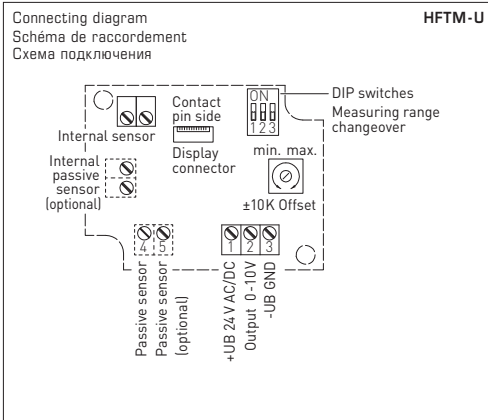 Connecting diagram
HFTM-U
Schéma de raccordement
Схема подключения
ON
1 2 3
DIP switches
Measuring range
changeover
Contact
pin side
Internal sensor
Display
connector
Internal
passive
sensor
(optional)
min. max.
±10K Offset
4 5
1 2 3
Passive sensor
Passive sensor
(optional)
+UB 24 V AC/DC
Output 0-10V
-UB GND